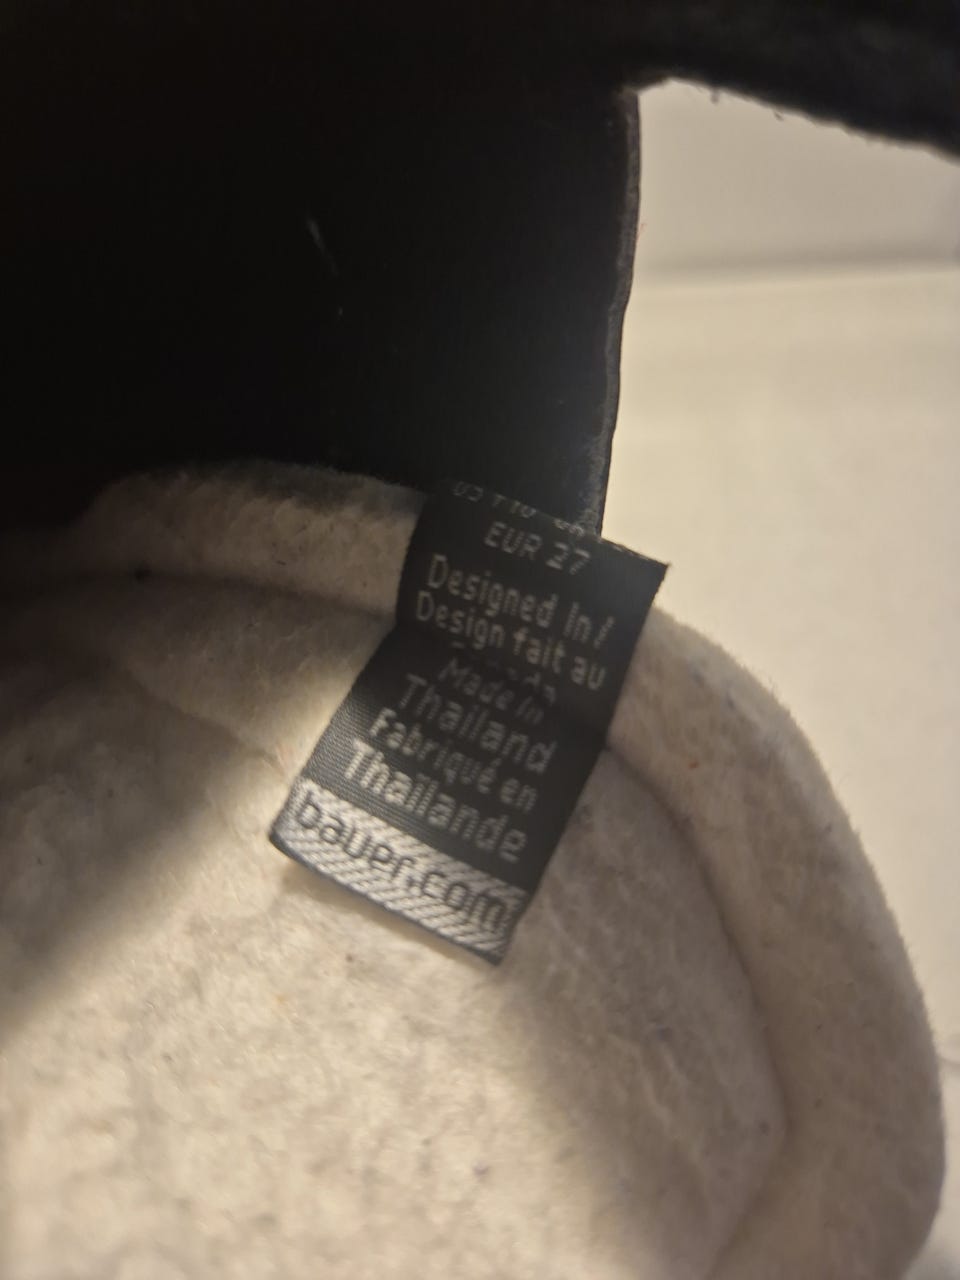 EUR 27
Designed in /
Design fait au
Made in
Thailand
Fabriqué en
Thaïlande
bauer.com